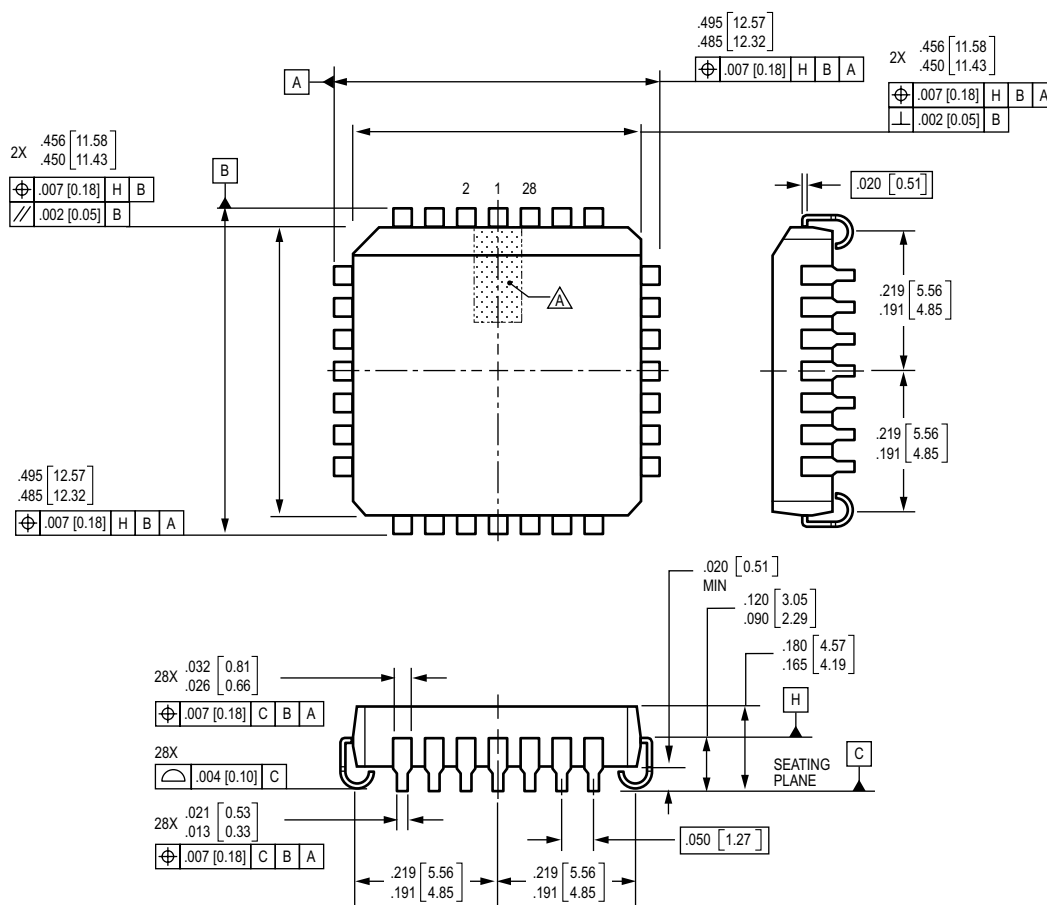 .495 [12.57]
.485 [12.32]
⌖ .007 [0.18] H B A
2X .456 [11.58]
.450 [11.43]
⌖ .007 [0.18] H B A
⊥ .002 [0.05] B
A
2X .456 [11.58]
.450 [11.43]
⌖ .007 [0.18] H B
// .002 [0.05] B
B
2 1 28
.020 [0.51]
A
.219 [5.56]
.191 [4.85]
.219 [5.56]
.191 [4.85]
.495 [12.57]
.485 [12.32]
⌖ .007 [0.18] H B A
.020 [0.51]
MIN
.120 [3.05]
.090 [2.29]
.180 [4.57]
.165 [4.19]
28X .032 [0.81]
.026 [0.66]
⌖ .007 [0.18] C B A
H
28X
⌓ .004 [0.10] C
SEATING
PLANE
C
28X .021 [0.53]
.013 [0.33]
⌖ .007 [0.18] C B A
.050 [1.27]
.219 [5.56]
.191 [4.85]
.219 [5.56]
.191 [4.85]